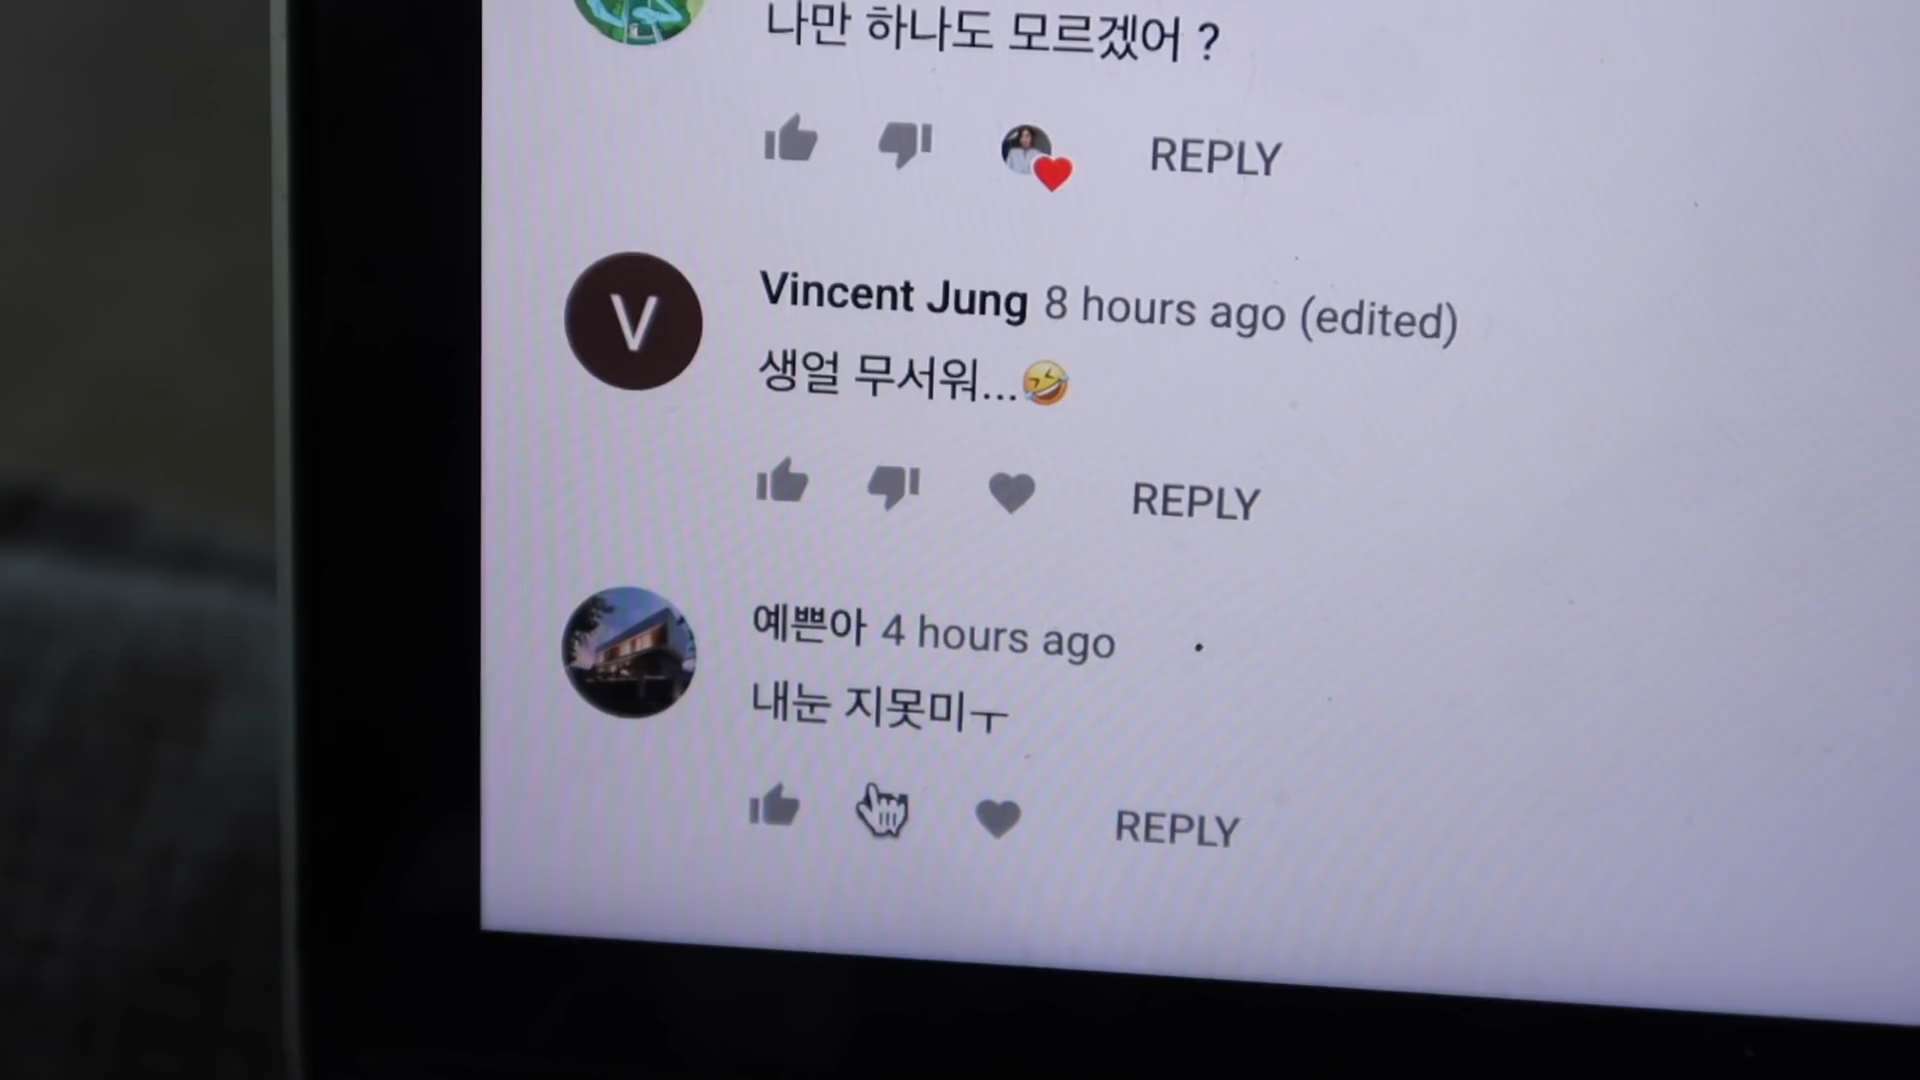 나만 하나도 모르겠어 ?
REPLY
V
Vincent Jung 8 hours ago (edited)
생얼 무서워...🤣
REPLY
예쁜아 4 hours ago
내눈 지못미ㅜ
REPLY